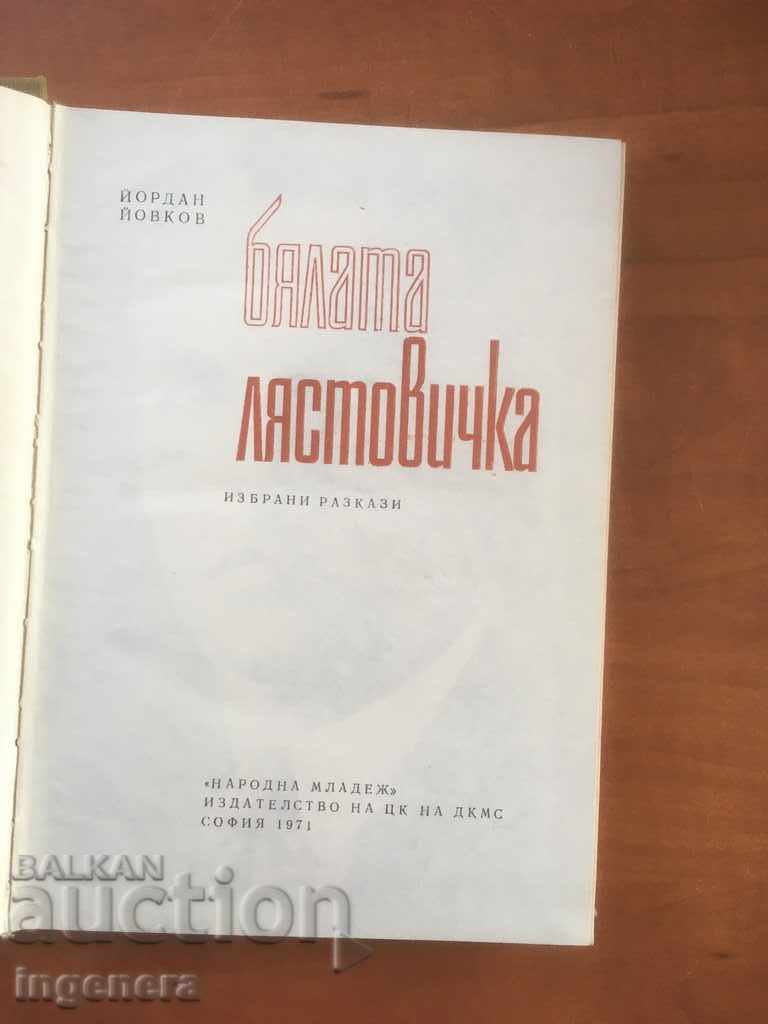 ЙОРДАН
ЙОВКОВ
бялата
лястовичка
ИЗБРАНИ РАЗКАЗИ
«НАРОДНА МЛАДЕЖ»
ИЗДАТЕЛСТВО НА ЦК НА ДКМС
СОФИЯ 1971
BALKAN
auction
ingenera